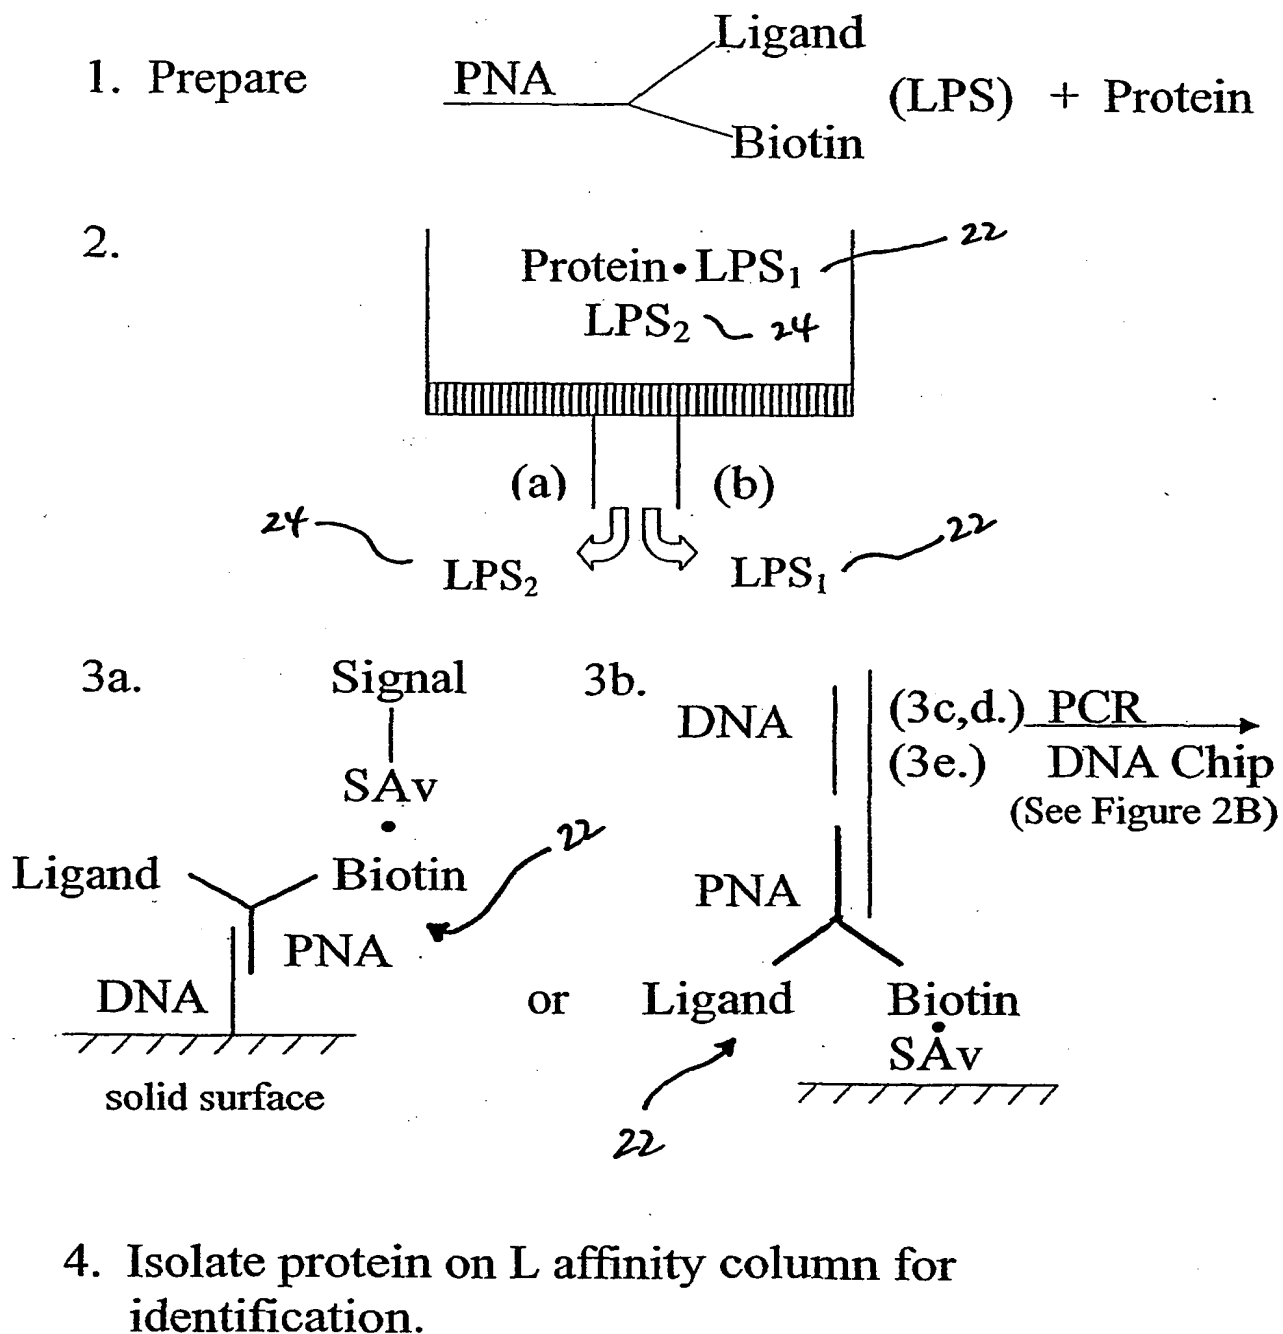 Ligand
1. Prepare PNA (LPS) + Protein
Biotin
2.
Protein•LPS₁ 22
LPS₂ 24
(a) (b)
24 22
LPS₂ LPS₁
3a. Signal
SAv
•
Ligand Biotin 22
PNA
DNA
solid surface
or
3b.
DNA (3c,d.) PCR
(3e.) DNA Chip
(See Figure 2B)
PNA
Ligand Biotin
•
SAv
22
4. Isolate protein on L affinity column for
identification.